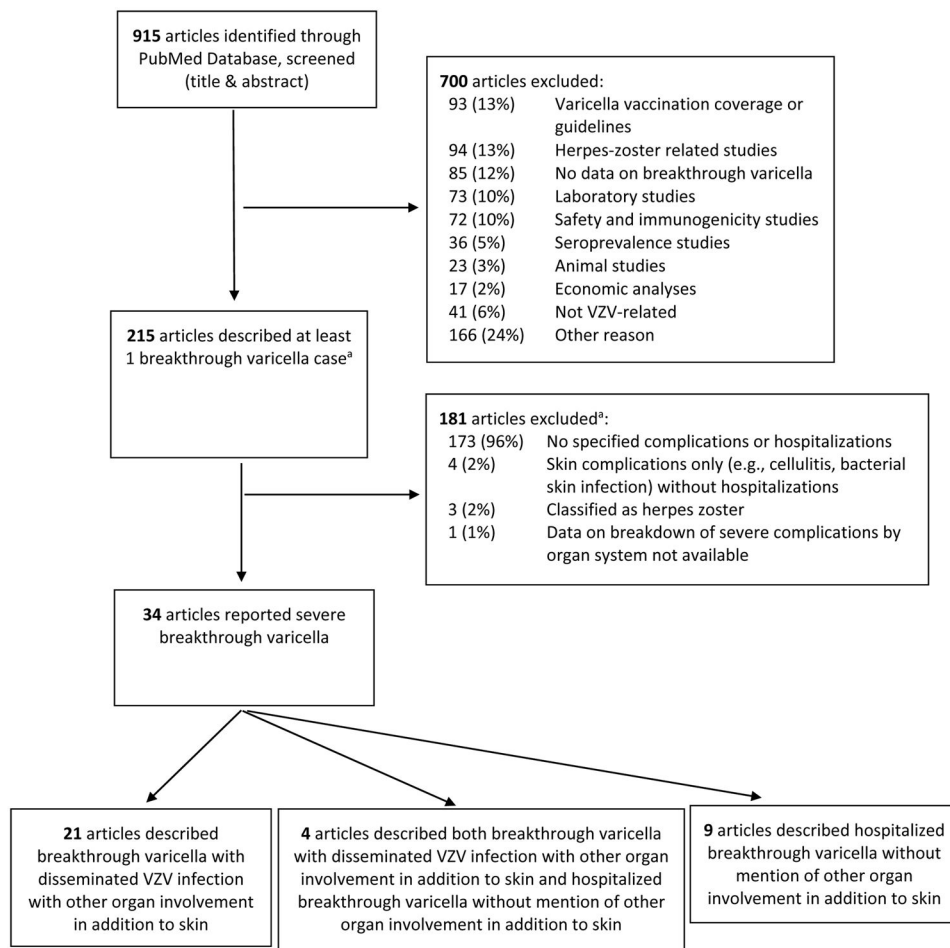 915 articles identified through
PubMed Database, screened
(title & abstract)
700 articles excluded:
93 (13%) Varicella vaccination coverage or
guidelines
94 (13%) Herpes-zoster related studies
85 (12%) No data on breakthrough varicella
73 (10%) Laboratory studies
72 (10%) Safety and immunogenicity studies
36 (5%) Seroprevalence studies
23 (3%) Animal studies
17 (2%) Economic analyses
41 (6%) Not VZV-related
166 (24%) Other reason
215 articles described at least
1 breakthrough varicella caseᵃ
181 articles excludedᵃ:
173 (96%) No specified complications or hospitalizations
4 (2%) Skin complications only (e.g., cellulitis, bacterial
skin infection) without hospitalizations
3 (2%) Classified as herpes zoster
1 (1%) Data on breakdown of severe complications by
organ system not available
34 articles reported severe
breakthrough varicella
21 articles described
breakthrough varicella with
disseminated VZV infection
with other organ involvement
in addition to skin
4 articles described both breakthrough varicella
with disseminated VZV infection with other organ
involvement in addition to skin and hospitalized
breakthrough varicella without mention of other
organ involvement in addition to skin
9 articles described hospitalized
breakthrough varicella without
mention of other organ
involvement in addition to skin